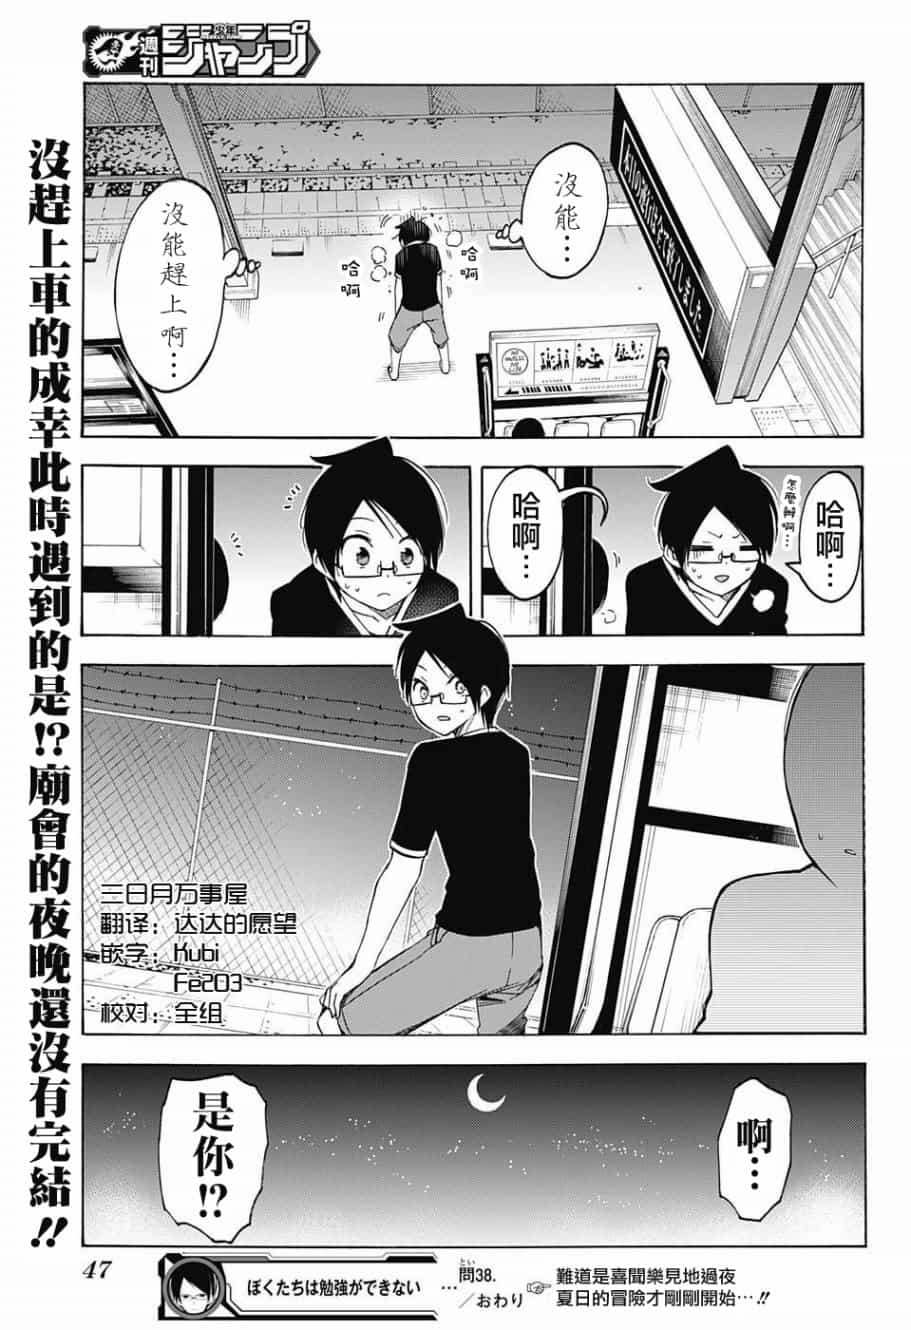 週刊
少年
ジャンプ
沒能…
沒能趕上啊…
哈啊
哈啊
哈啊…
怎麼辦啊…
哈啊…
三日月万事屋
翻译：达达的愿望
嵌字：Kubi
Fe203
校对：全组
啊…
是你!?
沒趕上車的成幸此時遇到的是!?廟會的夜晚還沒有完結!!
47
ぼくたちは勉強ができない
…
とい
問38.
／おわり
☞
難道是喜聞樂見地過夜
夏日的冒險才剛剛開始…!!